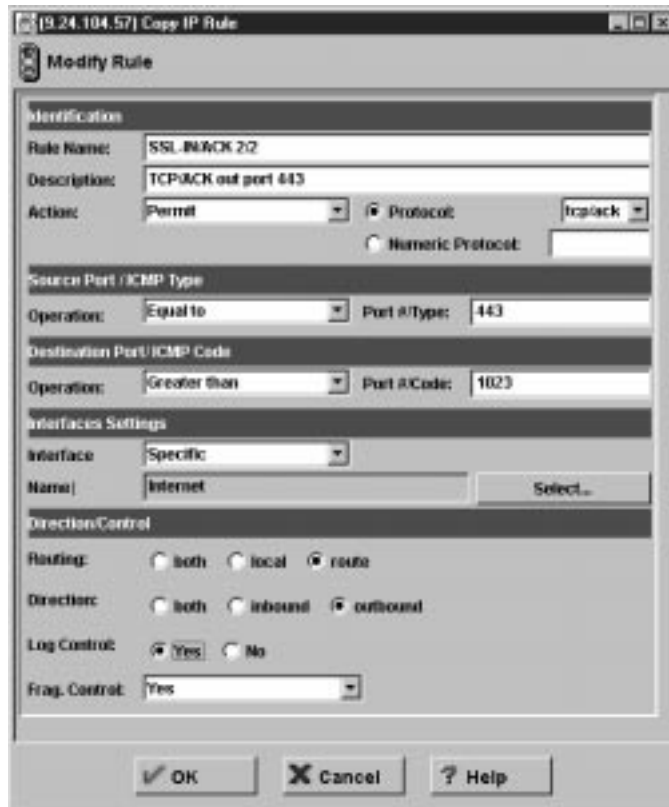 (9.24.104.57) Copy IP Rule
Modify Rule
Identification
Rule Name: SSL-IN/ACK 2/2
Description: TCP/ACK out port 443
Action: Permit Protocol: tcp/ack
Numeric Protocol:
Source Port /ICMP Type
Operation: Equal to Port #/Type: 443
Destination Port/ICMP Code
Operation: Greater than Port #/Code: 1023
Interfaces Settings
Interface Specific
Name| Internet Select...
Direction/Control
Routing: both local route
Direction: both inbound outbound
Log Control: Yes No
Frag. Control: Yes
OK Cancel ? Help